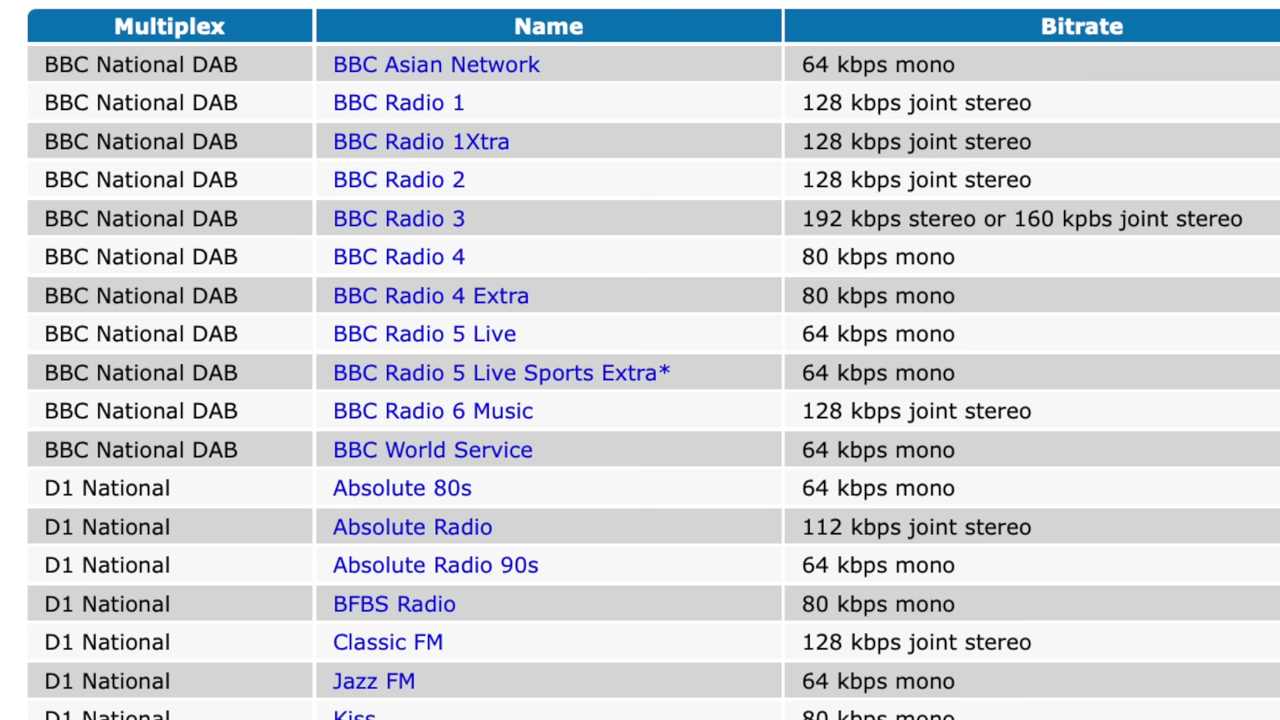 Multiplex Name Bitrate
BBC National DAB BBC Asian Network 64 kbps mono
BBC National DAB BBC Radio 1 128 kbps joint stereo
BBC National DAB BBC Radio 1Xtra 128 kbps joint stereo
BBC National DAB BBC Radio 2 128 kbps joint stereo
BBC National DAB BBC Radio 3 192 kbps stereo or 160 kpbs joint stereo
BBC National DAB BBC Radio 4 80 kbps mono
BBC National DAB BBC Radio 4 Extra 80 kbps mono
BBC National DAB BBC Radio 5 Live 64 kbps mono
BBC National DAB BBC Radio 5 Live Sports Extra* 64 kbps mono
BBC National DAB BBC Radio 6 Music 128 kbps joint stereo
BBC National DAB BBC World Service 64 kbps mono
D1 National Absolute 80s 64 kbps mono
D1 National Absolute Radio 112 kbps joint stereo
D1 National Absolute Radio 90s 64 kbps mono
D1 National BFBS Radio 80 kbps mono
D1 National Classic FM 128 kbps joint stereo
D1 National Jazz FM 64 kbps mono
D1 National Kiss 80 kbps mono